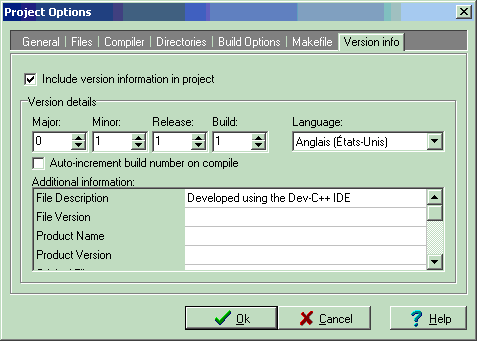 Project Options
General Files Compiler Directories Build Options Makefile Version info
Include version information in project
Version details
Major: Minor: Release: Build: Language:
0 1 1 1 Anglais (États-Unis)
Auto-increment build number on compile
Additional information:
File Description Developed using the Dev-C++ IDE
File Version
Product Name
Product Version
Ok Cancel ? Help